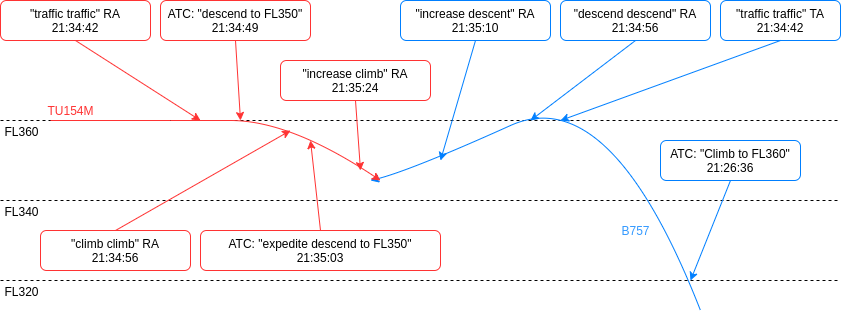 "traffic traffic" RA
21:34:42
ATC: "descend to FL350"
21:34:49
"increase descent" RA
21:35:10
"descend descend" RA
21:34:56
"traffic traffic" TA
21:34:42
"increase climb" RA
21:35:24
TU154M
FL360
ATC: "Climb to FL360"
21:26:36
FL340
"climb climb" RA
21:34:56
ATC: "expedite descend to FL350"
21:35:03
B757
FL320